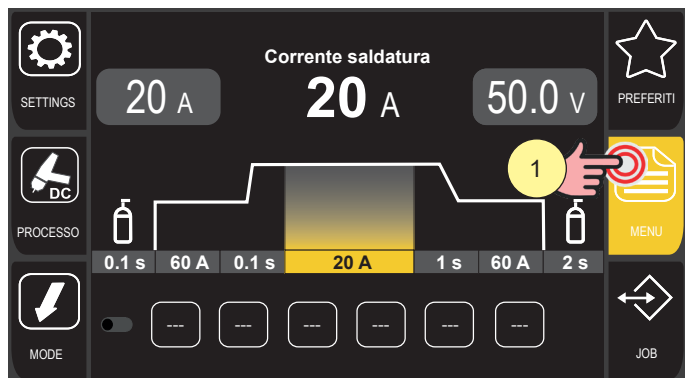 SETTINGS
Corrente saldatura
20 A
20 A
50.0 V
PREFERITI
DC
PROCESSO
1
MENU
0.1 s 60 A 0.1 s 20 A 1 s 60 A 2 s
MODE
--- --- --- --- --- ---
JOB